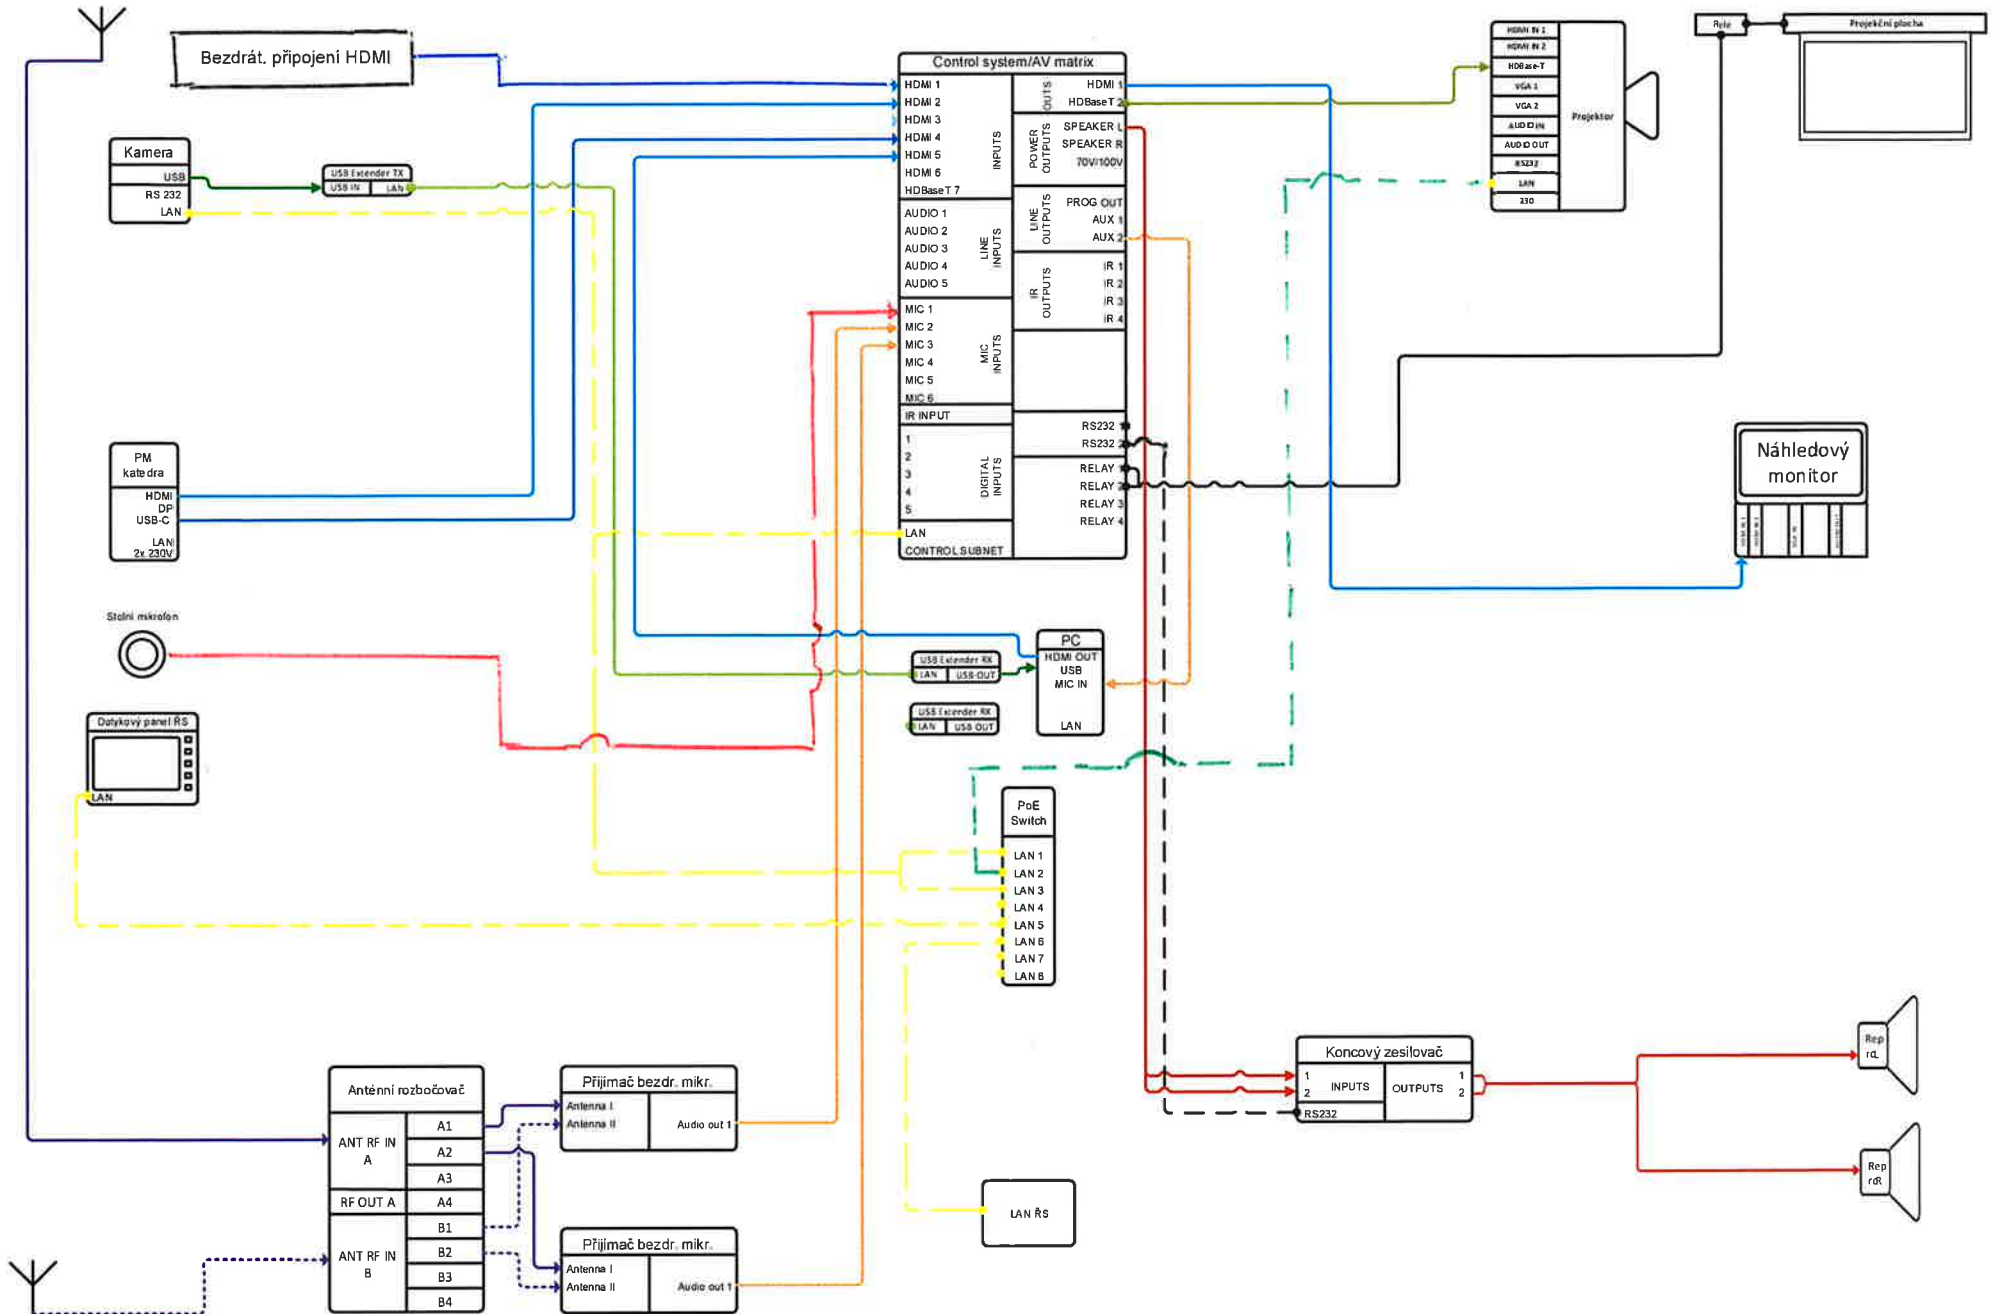 Bezdrát. připojení HDMI
Kamera
USB
RS 232
LAN
USB Extender TX
USB IN
LAN
PM
katedra
HDMI
DP
USB-C
LAN
2x 230V
Stolní mikrofon
Dotykový panel ŘS
LAN
Control system/AV matrix
HDMI 1
HDMI 2
HDMI 3
HDMI 4
HDMI 5
HDMI 6
HDBaseT 7
INPUTS
AUDIO 1
AUDIO 2
AUDIO 3
AUDIO 4
AUDIO 5
LINE
INPUTS
MIC 1
MIC 2
MIC 3
MIC 4
MIC 5
MIC 6
MIC
INPUTS
IR INPUT
1
2
3
4
5
DIGITAL
INPUTS
LAN
CONTROL SUBNET
HDMI 1
HDBaseT 2
OUTS
SPEAKER L
SPEAKER R
70V/100V
POWER
OUTPUTS
PROG OUT
AUX 1
AUX 2
LINE
OUTPUTS
IR 1
IR 2
IR 3
IR 4
IR
OUTPUTS
RS232
RS232 2
RELAY
RELAY 2
RELAY 3
RELAY 4
HDMI IN 1
HDMI IN 2
HDBase-T
VGA 1
VGA 2
AUDIO IN
AUDIO OUT
RS232
LAN
230
Projektor
Rele
Projekční plocha
Náhledový
monitor
USB Extender RX
LAN
USB-OUT
USB Extender RX
LAN
USB OUT
PC
HDMI OUT
USB
MIC IN
LAN
PoE
Switch
LAN 1
LAN 2
LAN 3
LAN 4
LAN 5
LAN 6
LAN 7
LAN 8
Anténní rozbočovač
ANT RF IN
A
RF OUT A
ANT RF IN
B
A1
A2
A3
A4
B1
B2
B3
B4
Přijímač bezdr. mikr.
Antenna I
Antenna II
Audio out 1
Přijímač bezdr. mikr.
Antenna I
Antenna II
Audio out 1
LAN ŘS
Koncový zesilovač
1
2
INPUTS
OUTPUTS
1
2
RS232
Rep
rd.L
Rep
rdR